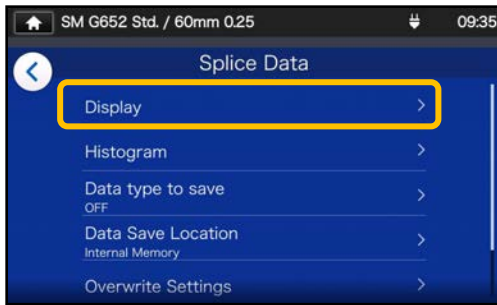 SM G652 Std. / 60mm 0.25 09:35
Splice Data
Display
Histogram
Data type to save
OFF
Data Save Location
Internal Memory
Overwrite Settings